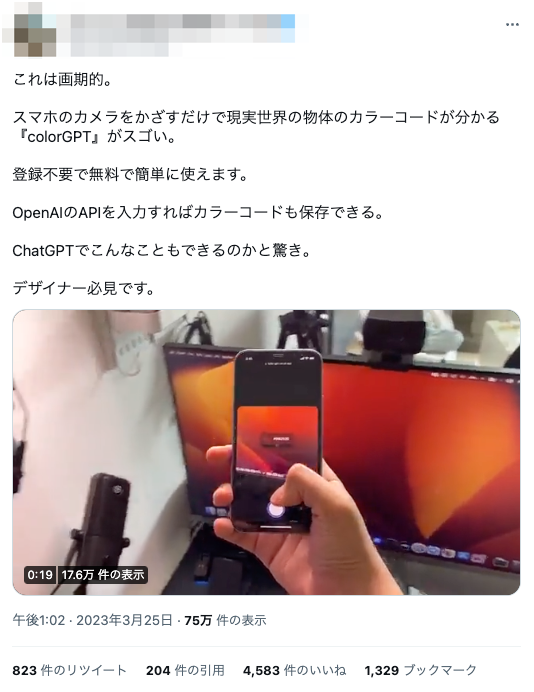 これは画期的。
スマホのカメラをかざすだけで現実世界の物体のカラーコードが分かる
『colorGPT』がスゴい。
登録不要で無料で簡単に使えます。
OpenAIのAPIを入力すればカラーコードも保存できる。
ChatGPTでこんなこともできるのかと驚き。
デザイナー必見です。
0:19 17.6万 件の表示
午後1:02 · 2023年3月25日 · 75万 件の表示
823 件のリツイート 204 件の引用 4,583 件のいいね 1,329 ブックマーク